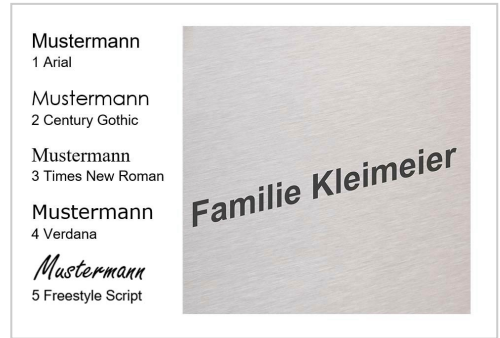 Mustermann
1 Arial
Mustermann
2 Century Gothic
Mustermann
3 Times New Roman
Mustermann
4 Verdana
Mustermann
5 Freestyle Script
Familie Kleimeier